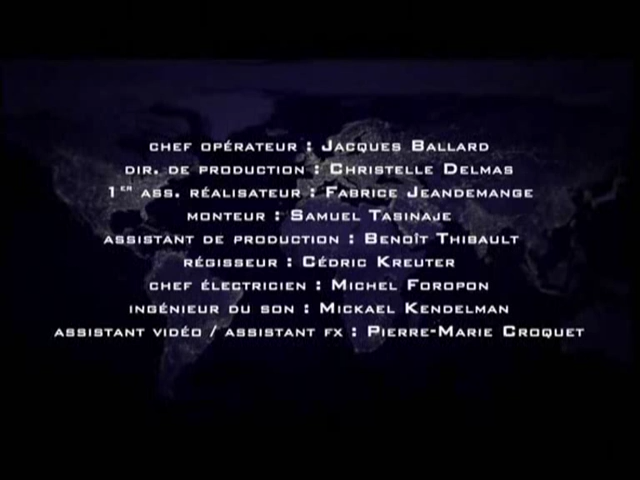 chef opérateur : Jacques Ballard
dir. de production : Christelle Delmas
1er ass. réalisateur : Fabrice Jeandemange
monteur : Samuel Tasinaje
assistant de production : Benoît Thibault
régisseur : Cédric Kreuter
chef électricien : Michel Foropon
ingénieur du son : Mickael Kendelman
assistant vidéo / assistant fx : Pierre-Marie Croquet